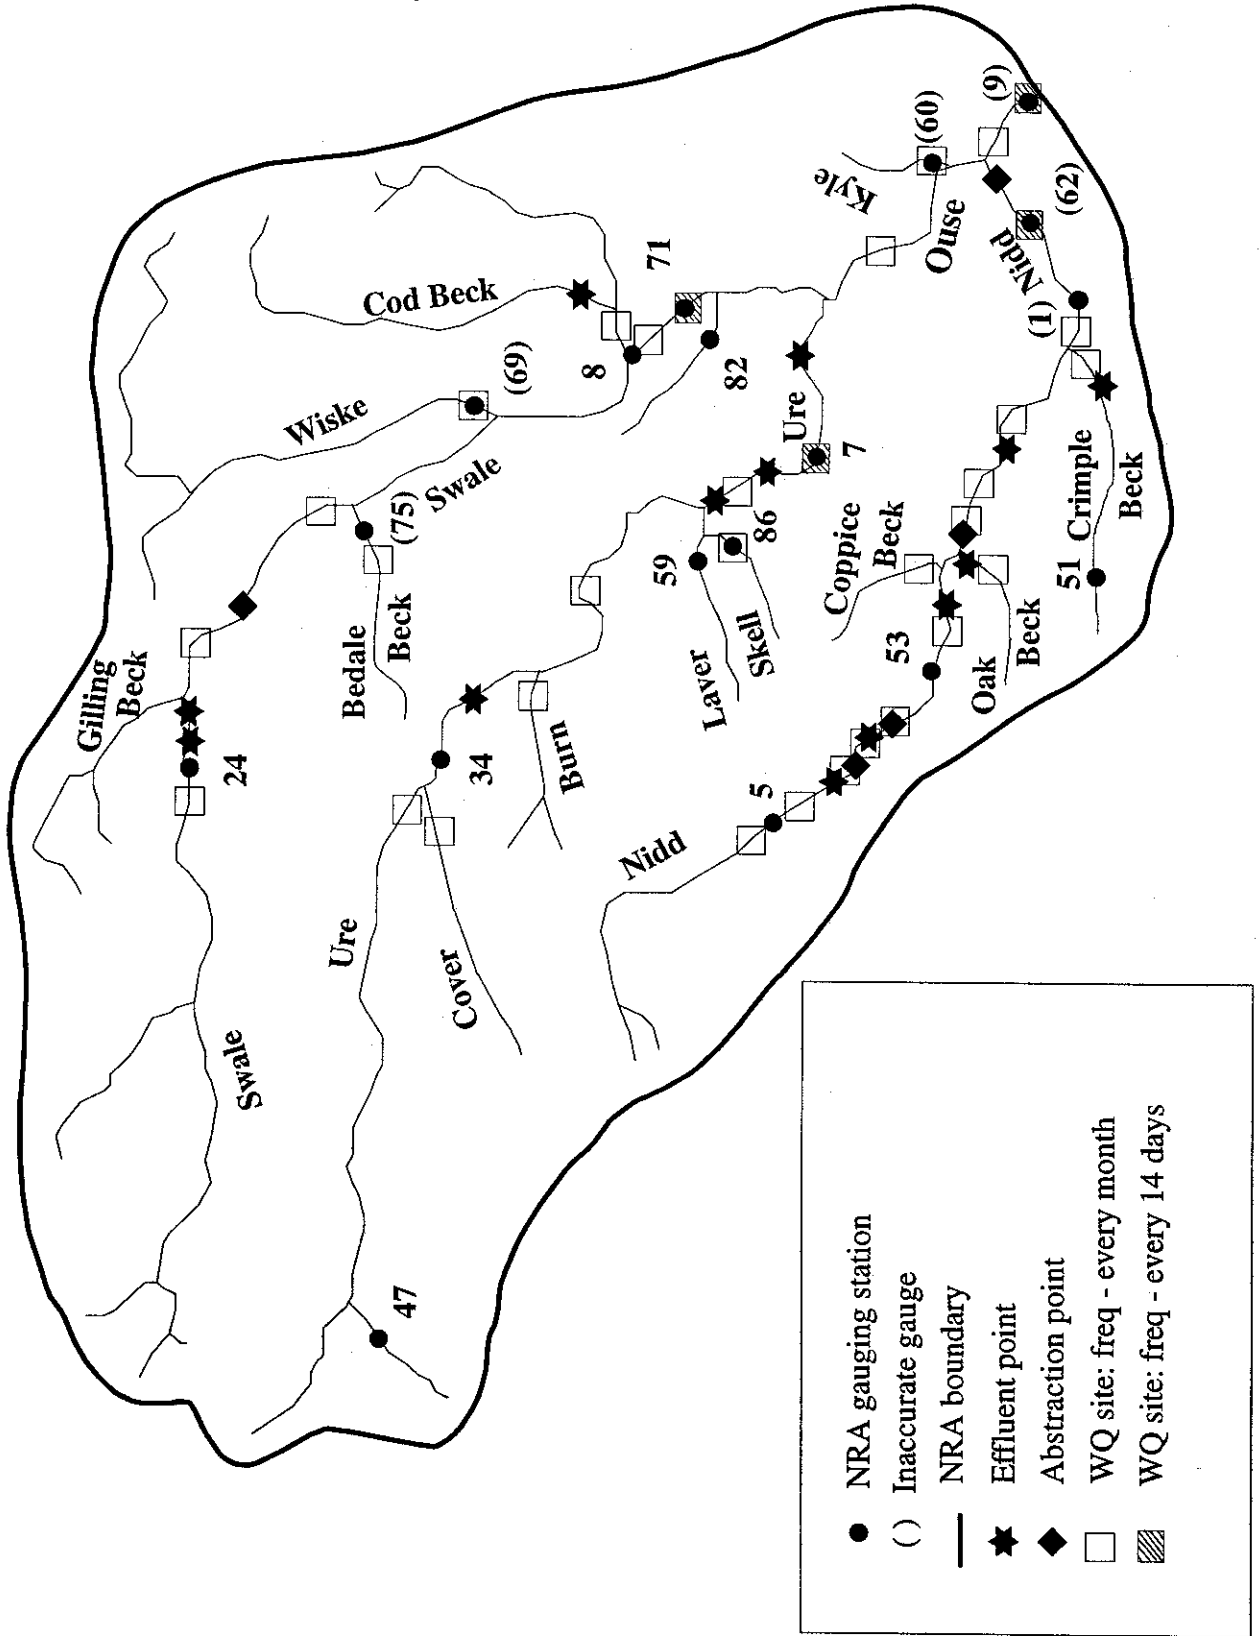 Gilling
Beck
24
Swale
Wiske
(69)
Cod Beck
71
8
82
Swale
(75)
Bedale
Beck
Ure
34
Cover
Burn
47
Laver
59
Skell
86
Ure
7
Kyle
(60)
Ouse
(9)
(62)
Nidd
(1)
Coppice
Beck
Crimple
Beck
51
53
Oak
Beck
5
Nidd
NRA gauging station
( ) Inaccurate gauge
NRA boundary
Effluent point
Abstraction point
WQ site: freq - every month
WQ site: freq - every 14 days